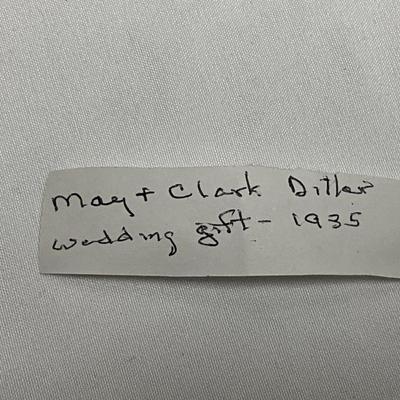 May + Clark Ditler
wedding gift - 1935